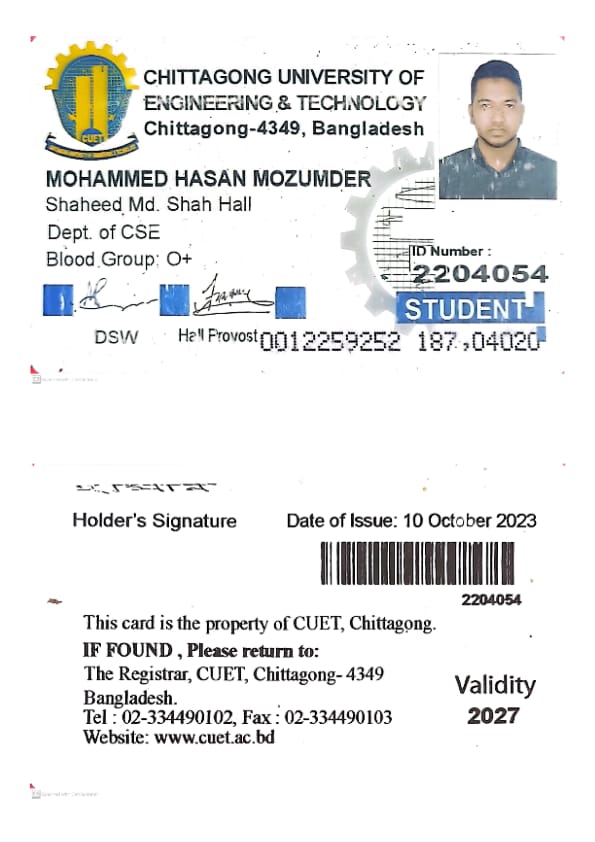 CHITTAGONG UNIVERSITY OF
ENGINEERING & TECHNOLOGY
Chittagong-4349, Bangladesh
CUET
MOHAMMED HASAN MOZUMDER
Shaheed Md. Shah Hall
Dept. of CSE
Blood Group: O+
ID Number :
2204054
STUDENT
DSW
Hall Provost
0012259252 187,04020
Holder's Signature
Date of Issue: 10 October 2023
2204054
This card is the property of CUET, Chittagong.
IF FOUND , Please return to:
The Registrar, CUET, Chittagong- 4349
Bangladesh.
Tel : 02-334490102, Fax : 02-334490103
Website: www.cuet.ac.bd
Validity
2027